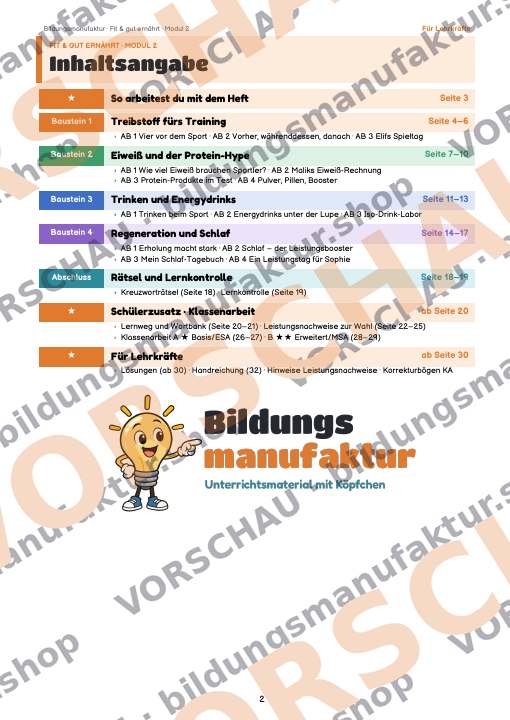 Bildungsmanufaktur · Fit & gut ernährt · Modul 2
Für Lehrkräfte
FIT & GUT ERNÄHRT · MODUL 2
Inhaltsangabe
★ So arbeitest du mit dem Heft Seite 3
Baustein 1 Treibstoff fürs Training Seite 4–6
· AB 1 Vier vor dem Sport · AB 2 Vorher, währenddessen, danach · AB 3 Elifs Spieltag
Baustein 2 Eiweiß und der Protein-Hype Seite 7–10
· AB 1 Wie viel Eiweiß brauchen Sportler? · AB 2 Maliks Eiweiß-Rechnung
· AB 3 Protein-Produkte im Test · AB 4 Pulver, Pillen, Booster
Baustein 3 Trinken und Energydrinks Seite 11–13
· AB 1 Trinken beim Sport · AB 2 Energydrinks unter der Lupe · AB 3 Iso-Drink-Labor
Baustein 4 Regeneration und Schlaf Seite 14–17
· AB 1 Erholung macht stark · AB 2 Schlaf – der Leistungsbooster
· AB 3 Mein Schlaf-Tagebuch · AB 4 Ein Leistungstag für Sophie
Abschluss Rätsel und Lernkontrolle Seite 18–19
· Kreuzworträtsel (Seite 18) · Lernkontrolle (Seite 19)
★ Schülerzusatz · Klassenarbeit ab Seite 20
· Lernweg und Wortbank (Seite 20–21) · Leistungsnachweise zur Wahl (Seite 22–25)
· Klassenarbeit A ★ Basis/ESA (26–27) · B ★★ Erweitert/MSA (28–29)
★ Für Lehrkräfte ab Seite 30
· Lösungen (ab 30) · Handreichung (32) · Hinweise Leistungsnachweise · Korrekturbögen KA
Bildungs
manufaktur
Unterrichtsmaterial mit Köpfchen
VORSCHAU · bildungsmanufaktur.shop
2